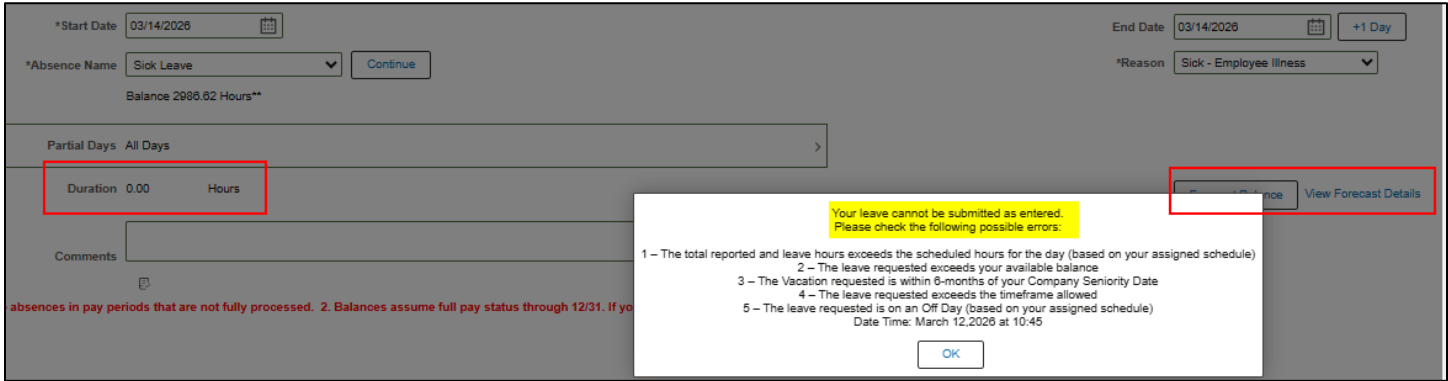 *Start Date 03/14/2026 End Date 03/14/2026 +1 Day
*Absence Name Sick Leave Continue *Reason Sick - Employee Illness
Balance 2986.62 Hours**
Partial Days All Days
Duration 0.00 Hours View Forecast Details
Your leave cannot be submitted as entered.
Please check the following possible errors:
1 – The total reported and leave hours exceeds the scheduled hours for the day (based on your assigned schedule)
2 – The leave requested exceeds your available balance
Comments
3 – The Vacation requested is within 6-months of your Company Seniority Date
4 – The leave requested exceeds the timeframe allowed
absences in pay periods that are not fully processed. 2. Balances assume full pay status through 12/31. If yo
5 – The leave requested is on an Off Day (based on your assigned schedule)
Date Time: March 12,2026 at 10:45
OK